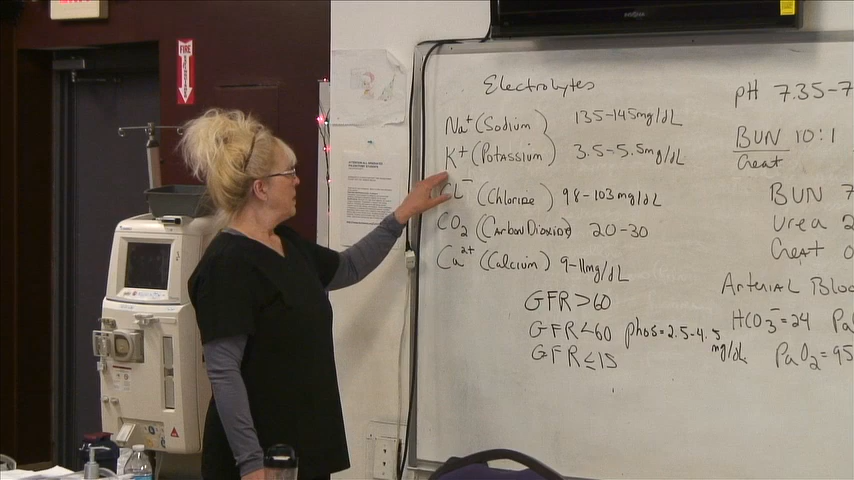 FIRE
Electrolytes
Na+ (Sodium) 135-145mg/dL
K+ (Potassium) 3.5-5.5mg/dL
CL- (Chloride) 98-103mg/dL
CO2 (Carbon Dioxid) 20-30
Ca2+ (Calcium) 9-11mg/dL
GFR>60
GFR<60 phos=2.5-4.5
mg/dL
GFR≤15
pH 7.35-7
BUN 10:1
Creat
BUN 7
Urea 2
Creat 0
Arterial Bloo
HCO3-=24 Pa
PaO2=95